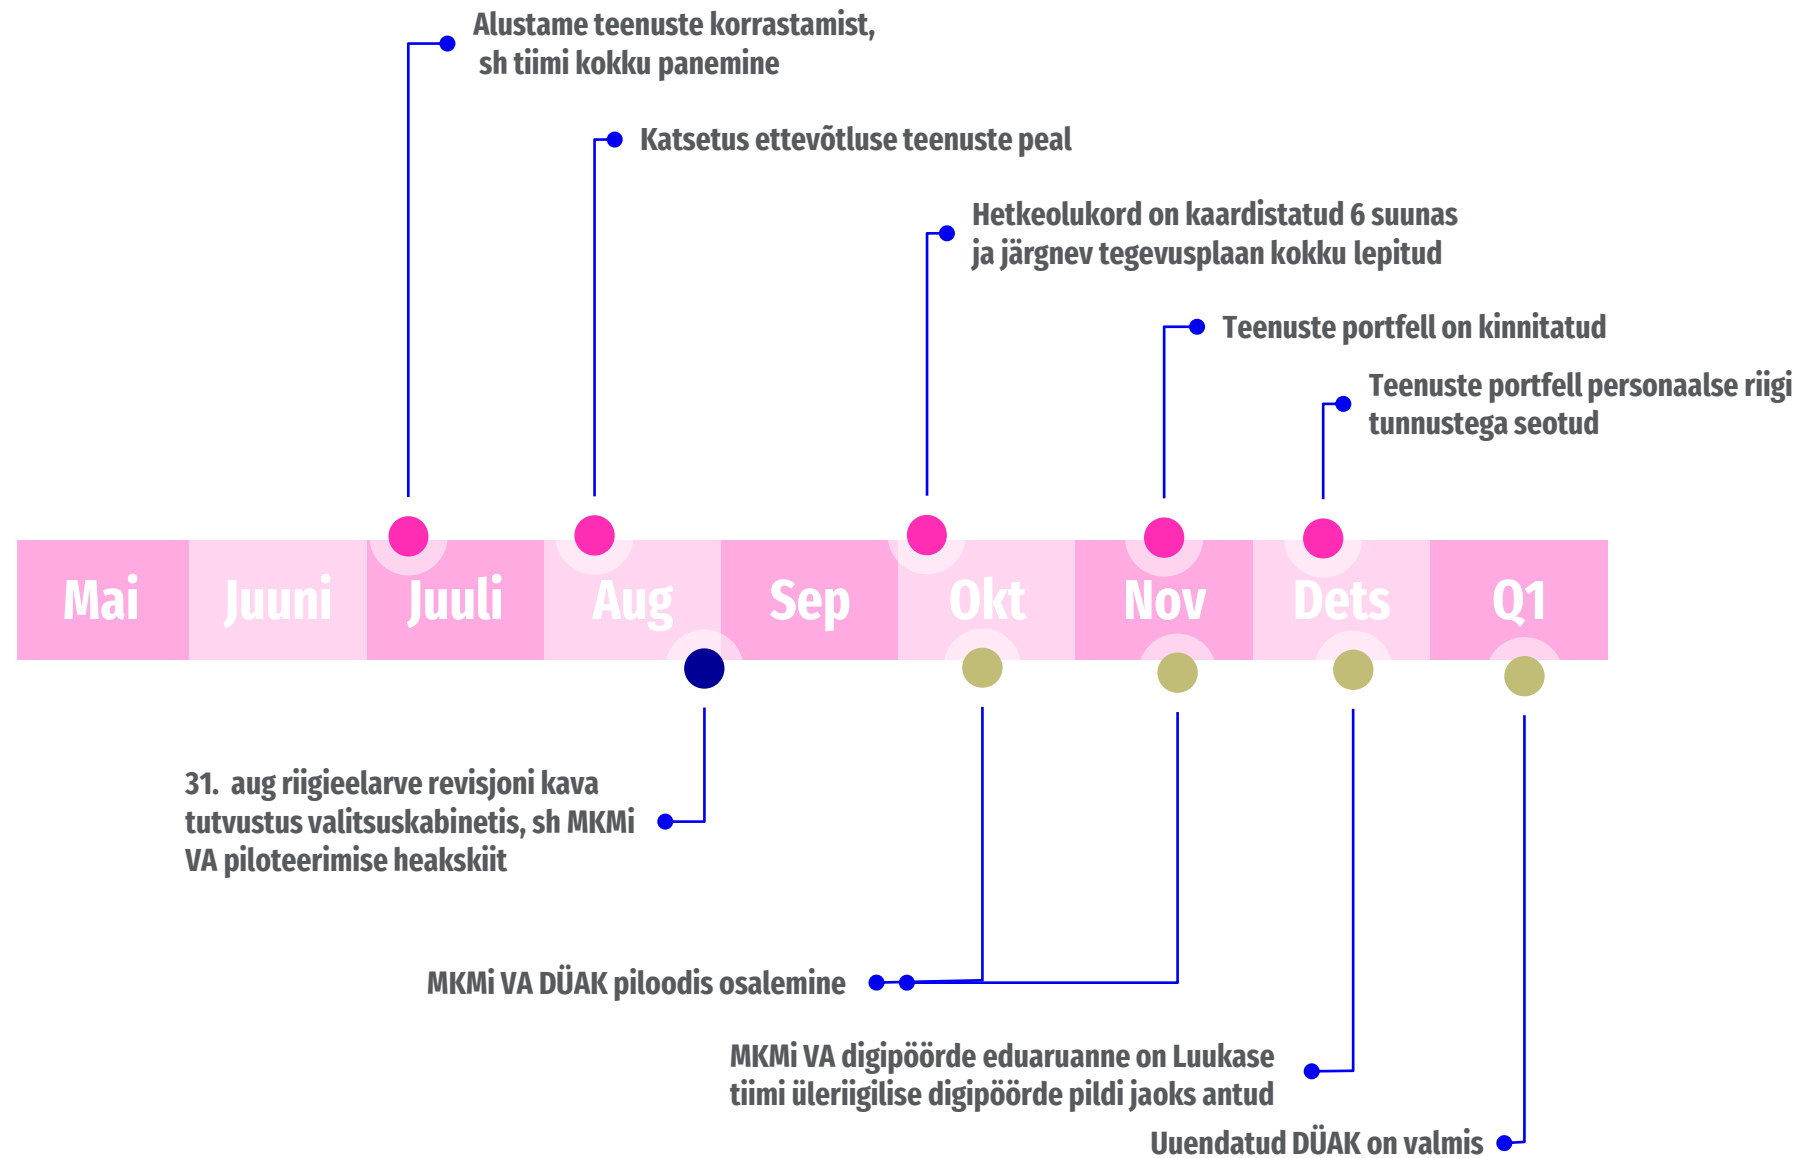 Alustame teenuste korrastamist,
sh tiimi kokku panemine
Katsetus ettevõtluse teenuste peal
Hetkeolukord on kaardistatud 6 suunas
ja järgnev tegevusplaan kokku lepitud
Teenuste portfell on kinnitatud
Teenuste portfell personaalse riigi
tunnustega seotud
Mai Juuni Juuli Aug Sep Okt Nov Dets Q1
31. aug riigieelarve revisjoni kava
tutvustus valitsuskabinetis, sh MKMi
VA piloteerimise heakskiit
MKMi VA DÜAK piloodis osalemine
MKMi VA digipöörde eduaruanne on Luukase
tiimi üleriigilise digipöörde pildi jaoks antud
Uuendatud DÜAK on valmis